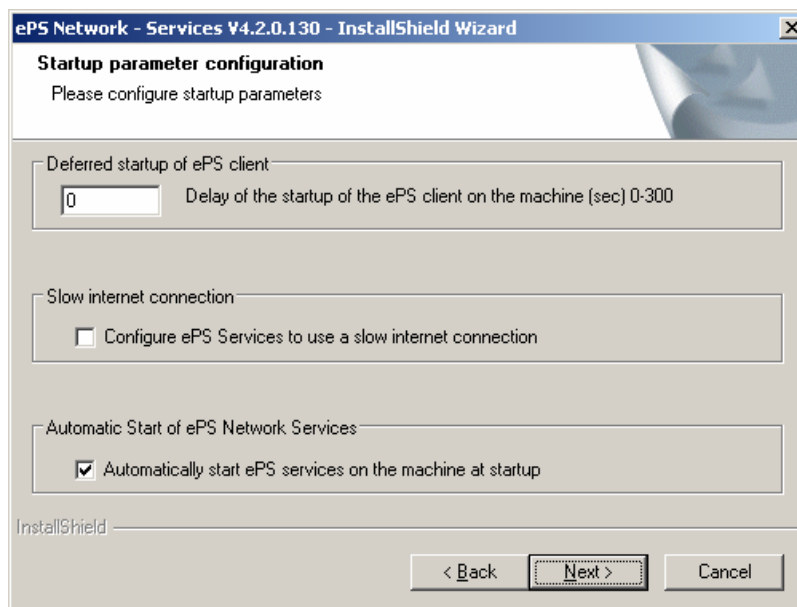 ePS Network - Services V4.2.0.130 - InstallShield Wizard
Startup parameter configuration
Please configure startup parameters
Deferred startup of ePS client
0
Delay of the startup of the ePS client on the machine (sec) 0-300
Slow internet connection
Configure ePS Services to use a slow internet connection
Automatic Start of ePS Network Services
Automatically start ePS services on the machine at startup
InstallShield
< Back
Next >
Cancel